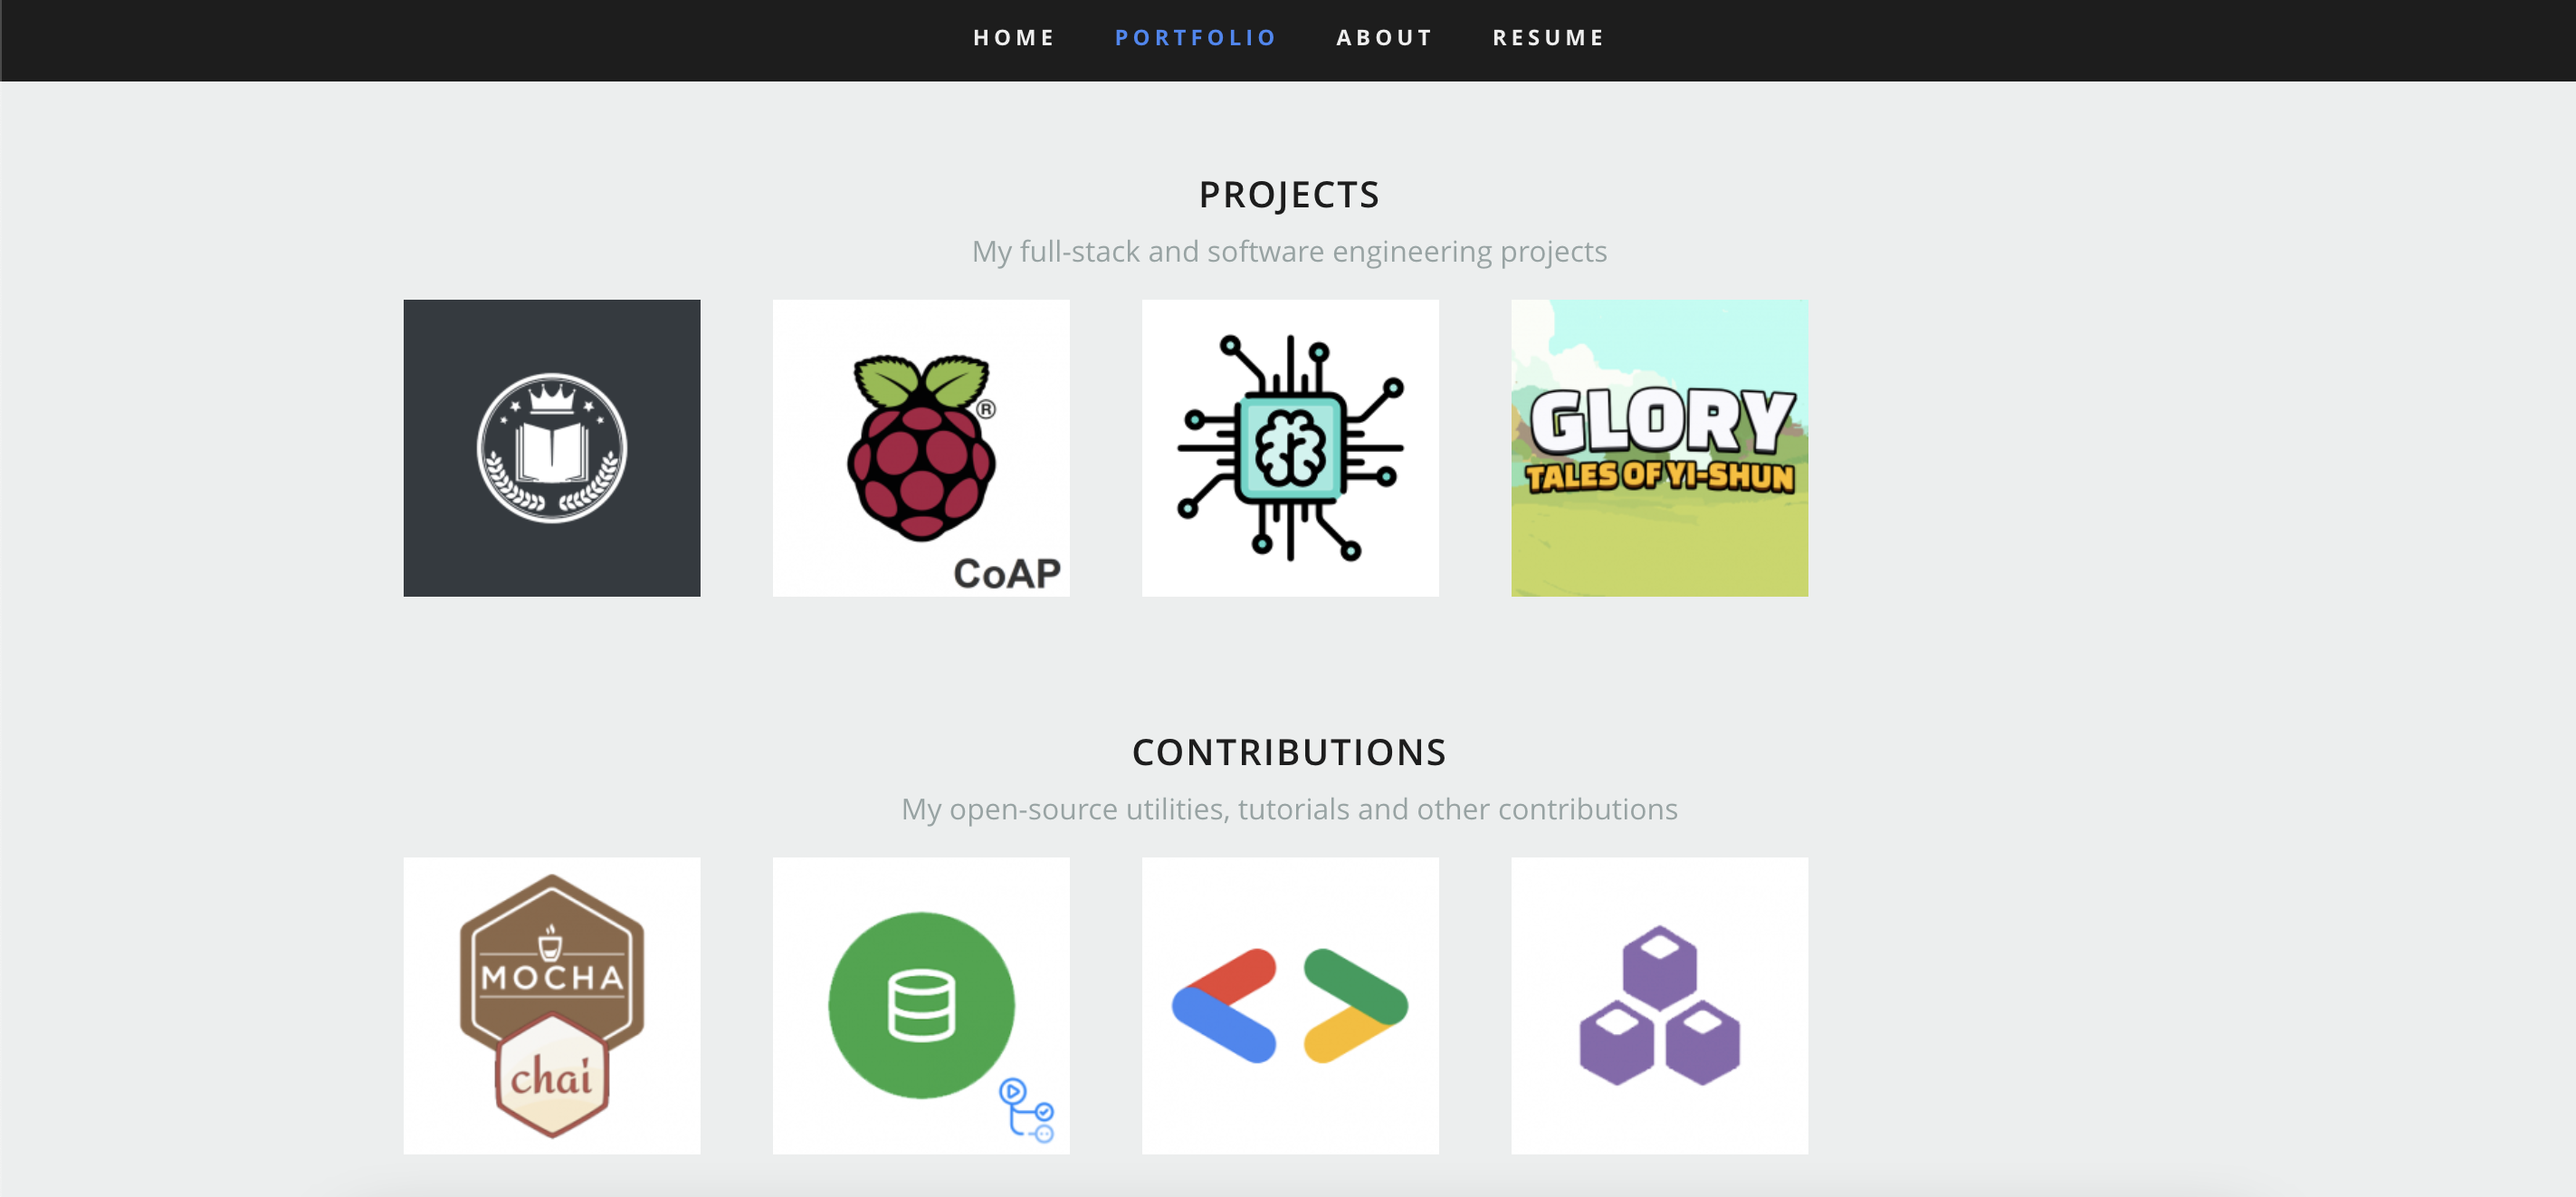 HOME PORTFOLIO ABOUT RESUME
PROJECTS
My full-stack and software engineering projects
®
CoAP
GLORY
TALES OF YI-SHUN
CONTRIBUTIONS
My open-source utilities, tutorials and other contributions
MOCHA
chai